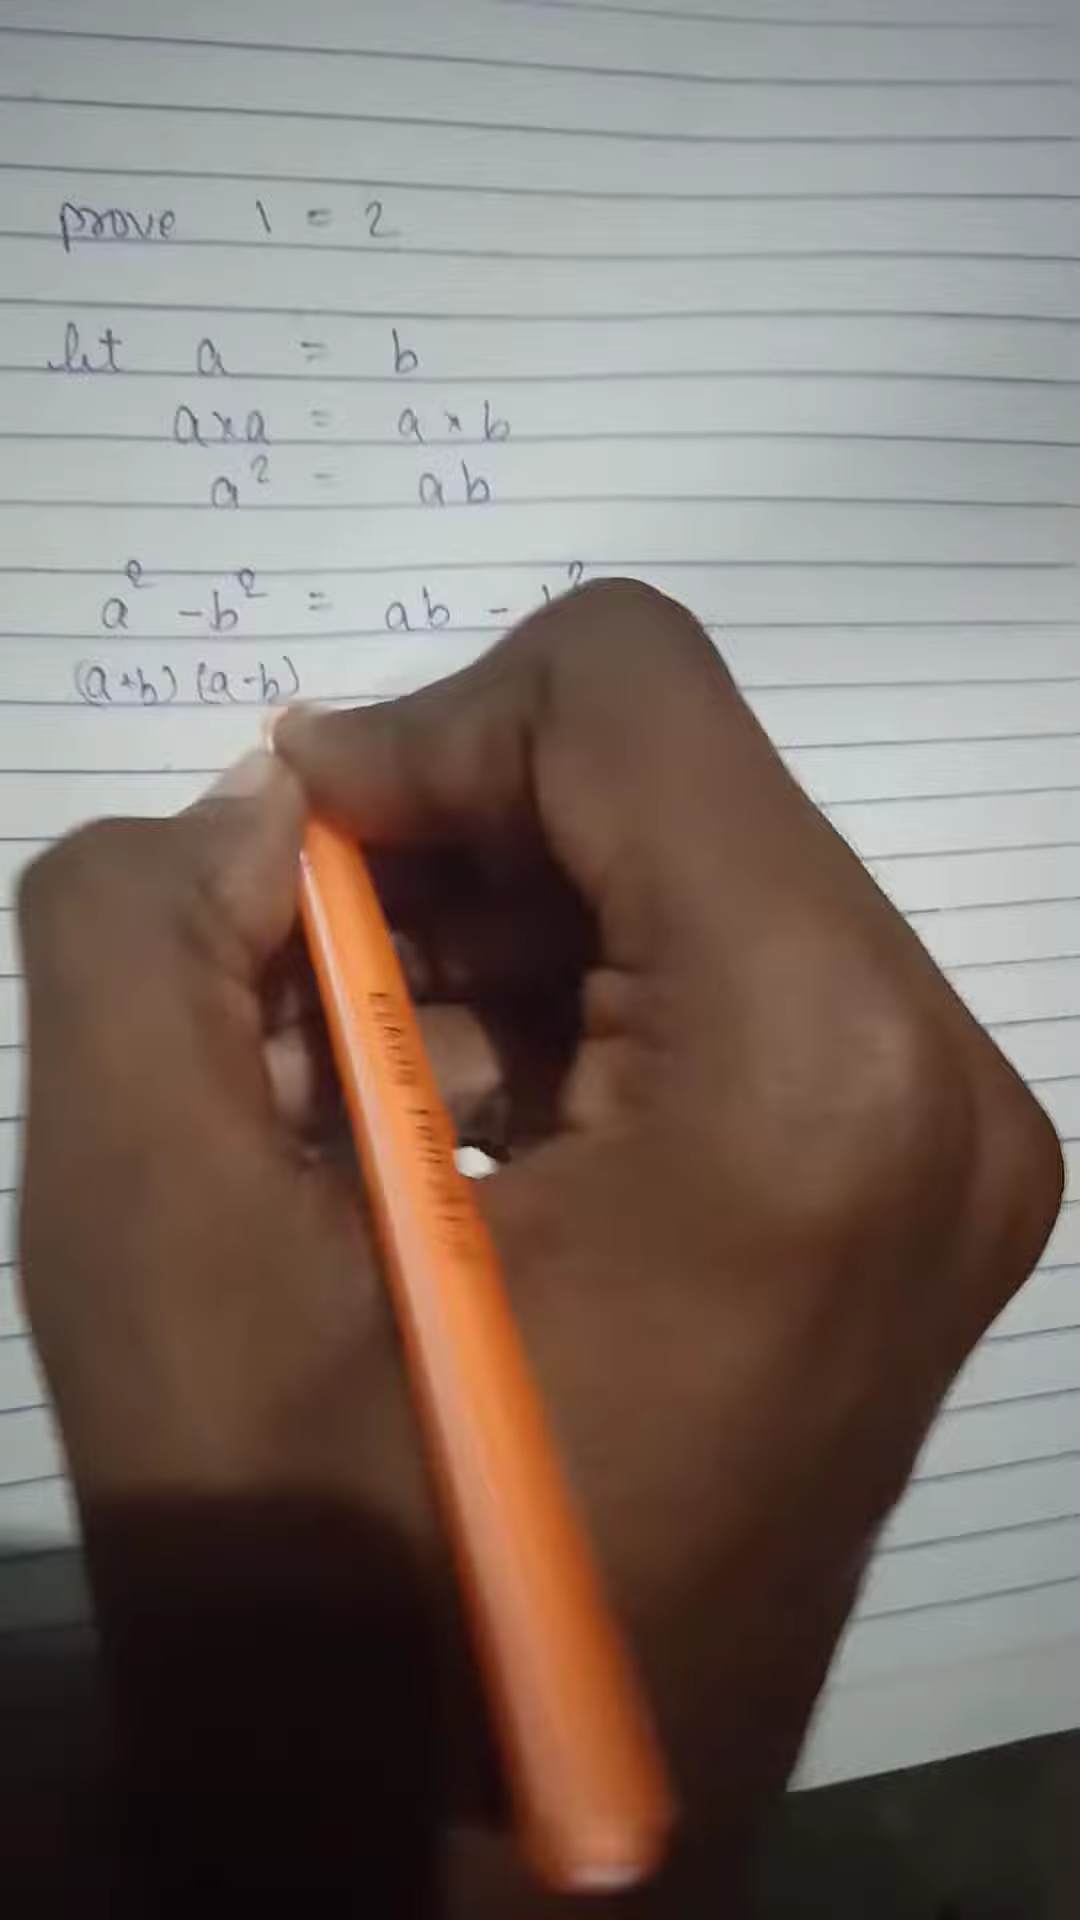 prove 1 = 2
let a = b
a×a = a×b
a² = ab
a² -b² = ab -
(a+b) (a-b)